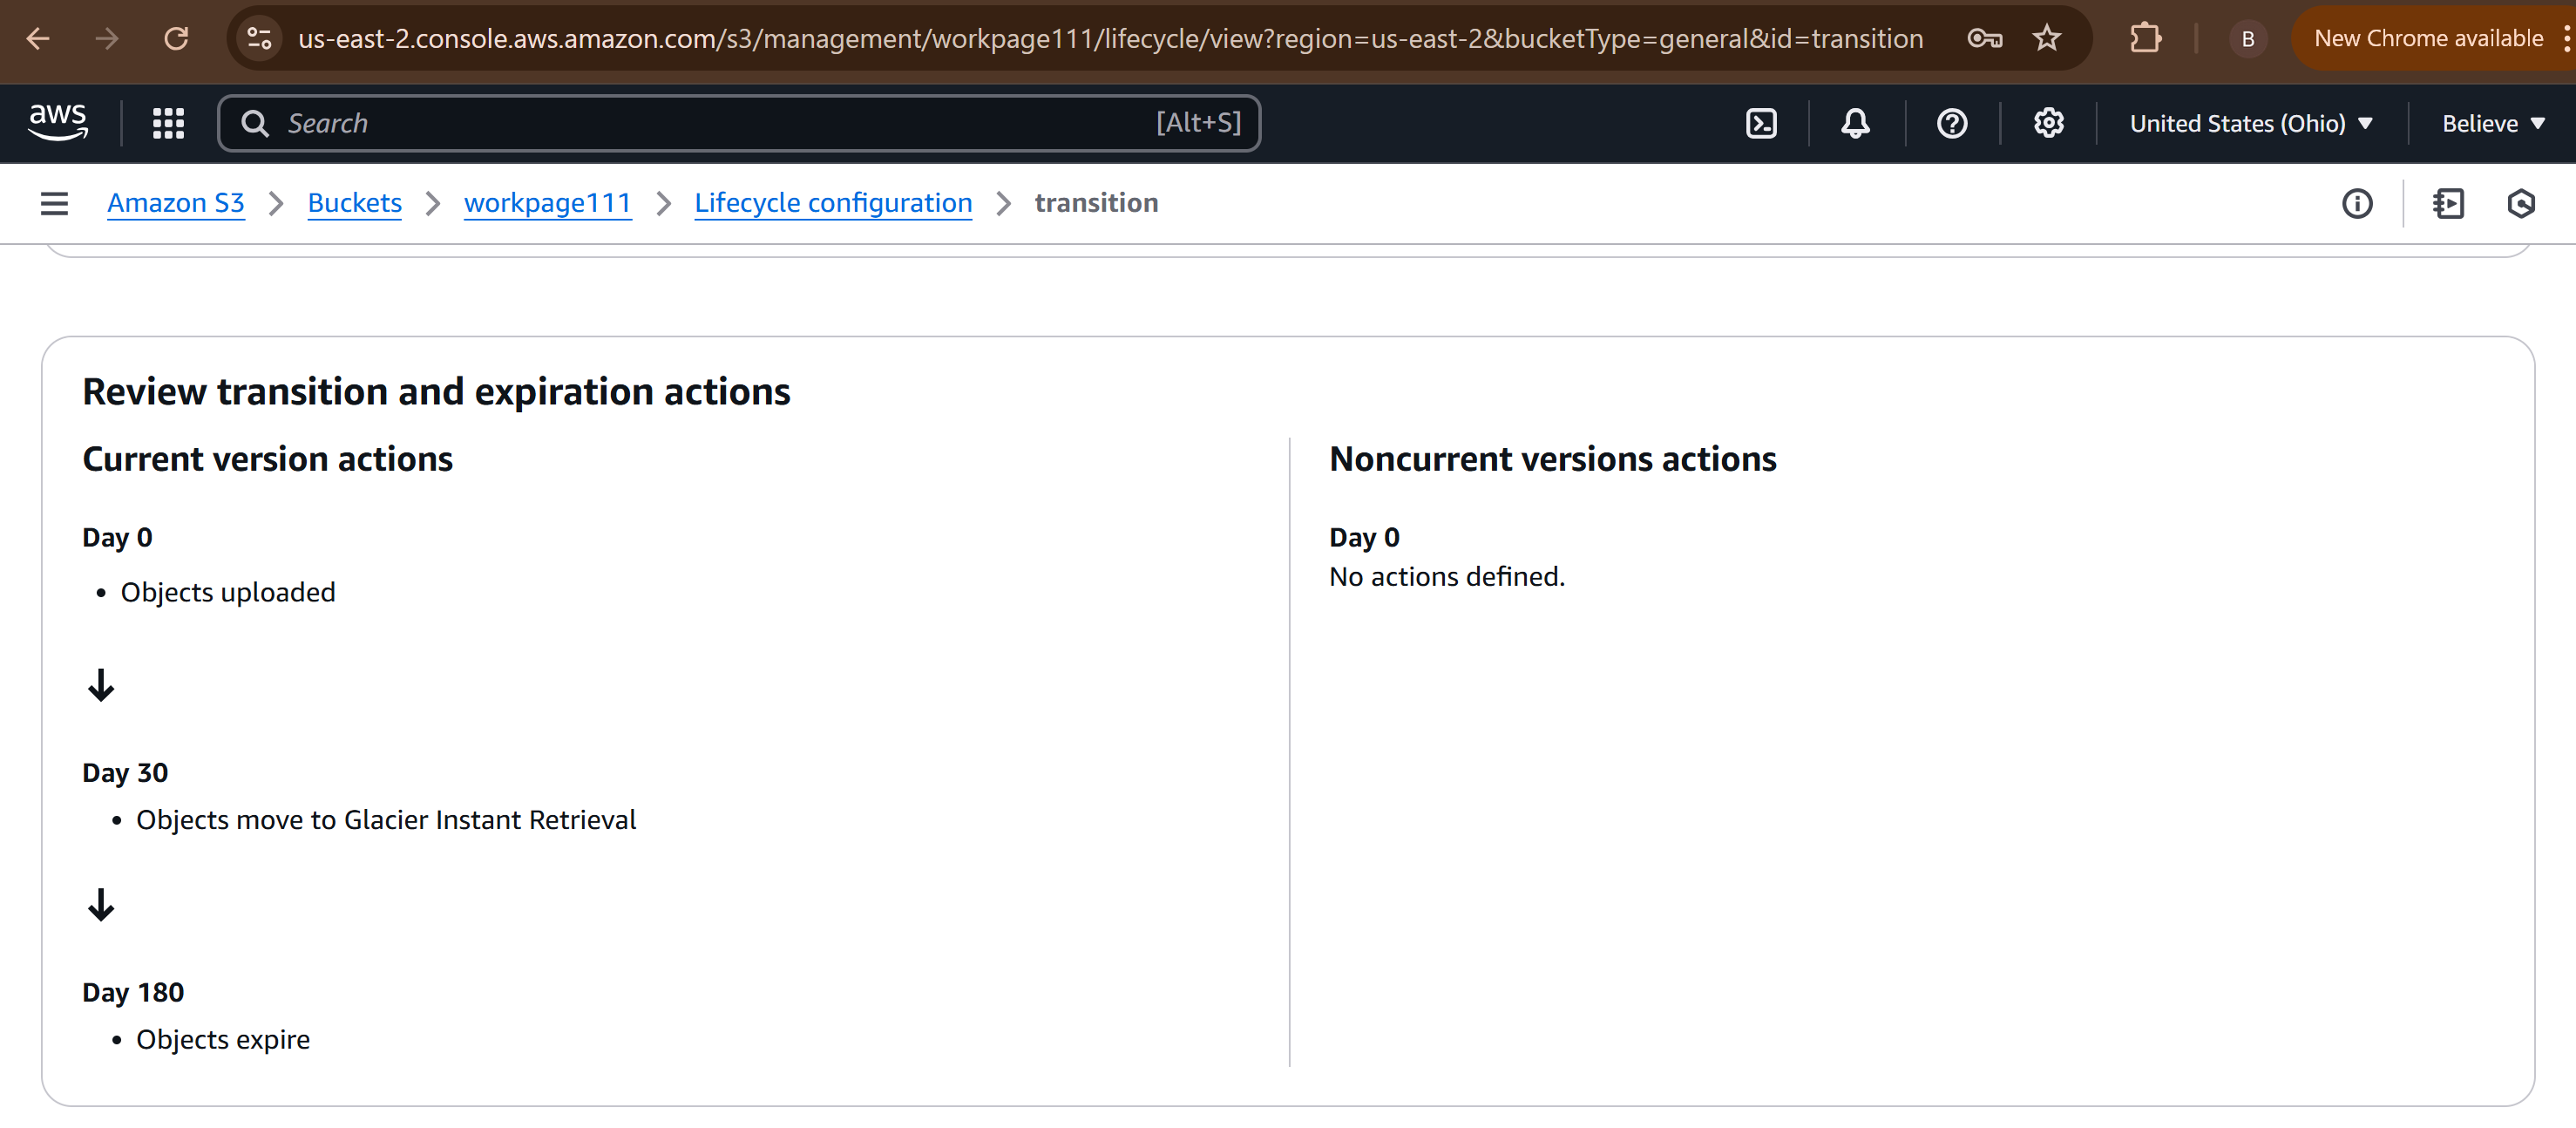 us-east-2.console.aws.amazon.com/s3/management/workpage111/lifecycle/view?region=us-east-2&bucketType=general&id=transition
B
New Chrome available
aws
Search
[Alt+S]
United States (Ohio)
Believe
Amazon S3
Buckets
workpage111
Lifecycle configuration
transition
Review transition and expiration actions
Current version actions
Day 0
Objects uploaded
Day 30
Objects move to Glacier Instant Retrieval
Day 180
Objects expire
Noncurrent versions actions
Day 0
No actions defined.